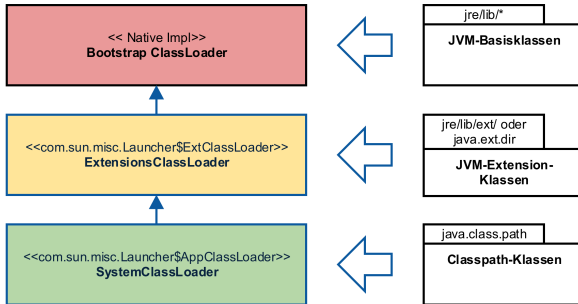 << Native Impl>>
Bootstrap ClassLoader
jre/lib/*
JVM-Basisklassen
<<com.sun.misc.Launcher$ExtClassLoader>>
ExtensionsClassLoader
jre/lib/ext/ oder
java.ext.dir
JVM-Extension-
Klassen
<<com.sun.misc.Launcher$AppClassLoader>>
SystemClassLoader
java.class.path
Classpath-Klassen